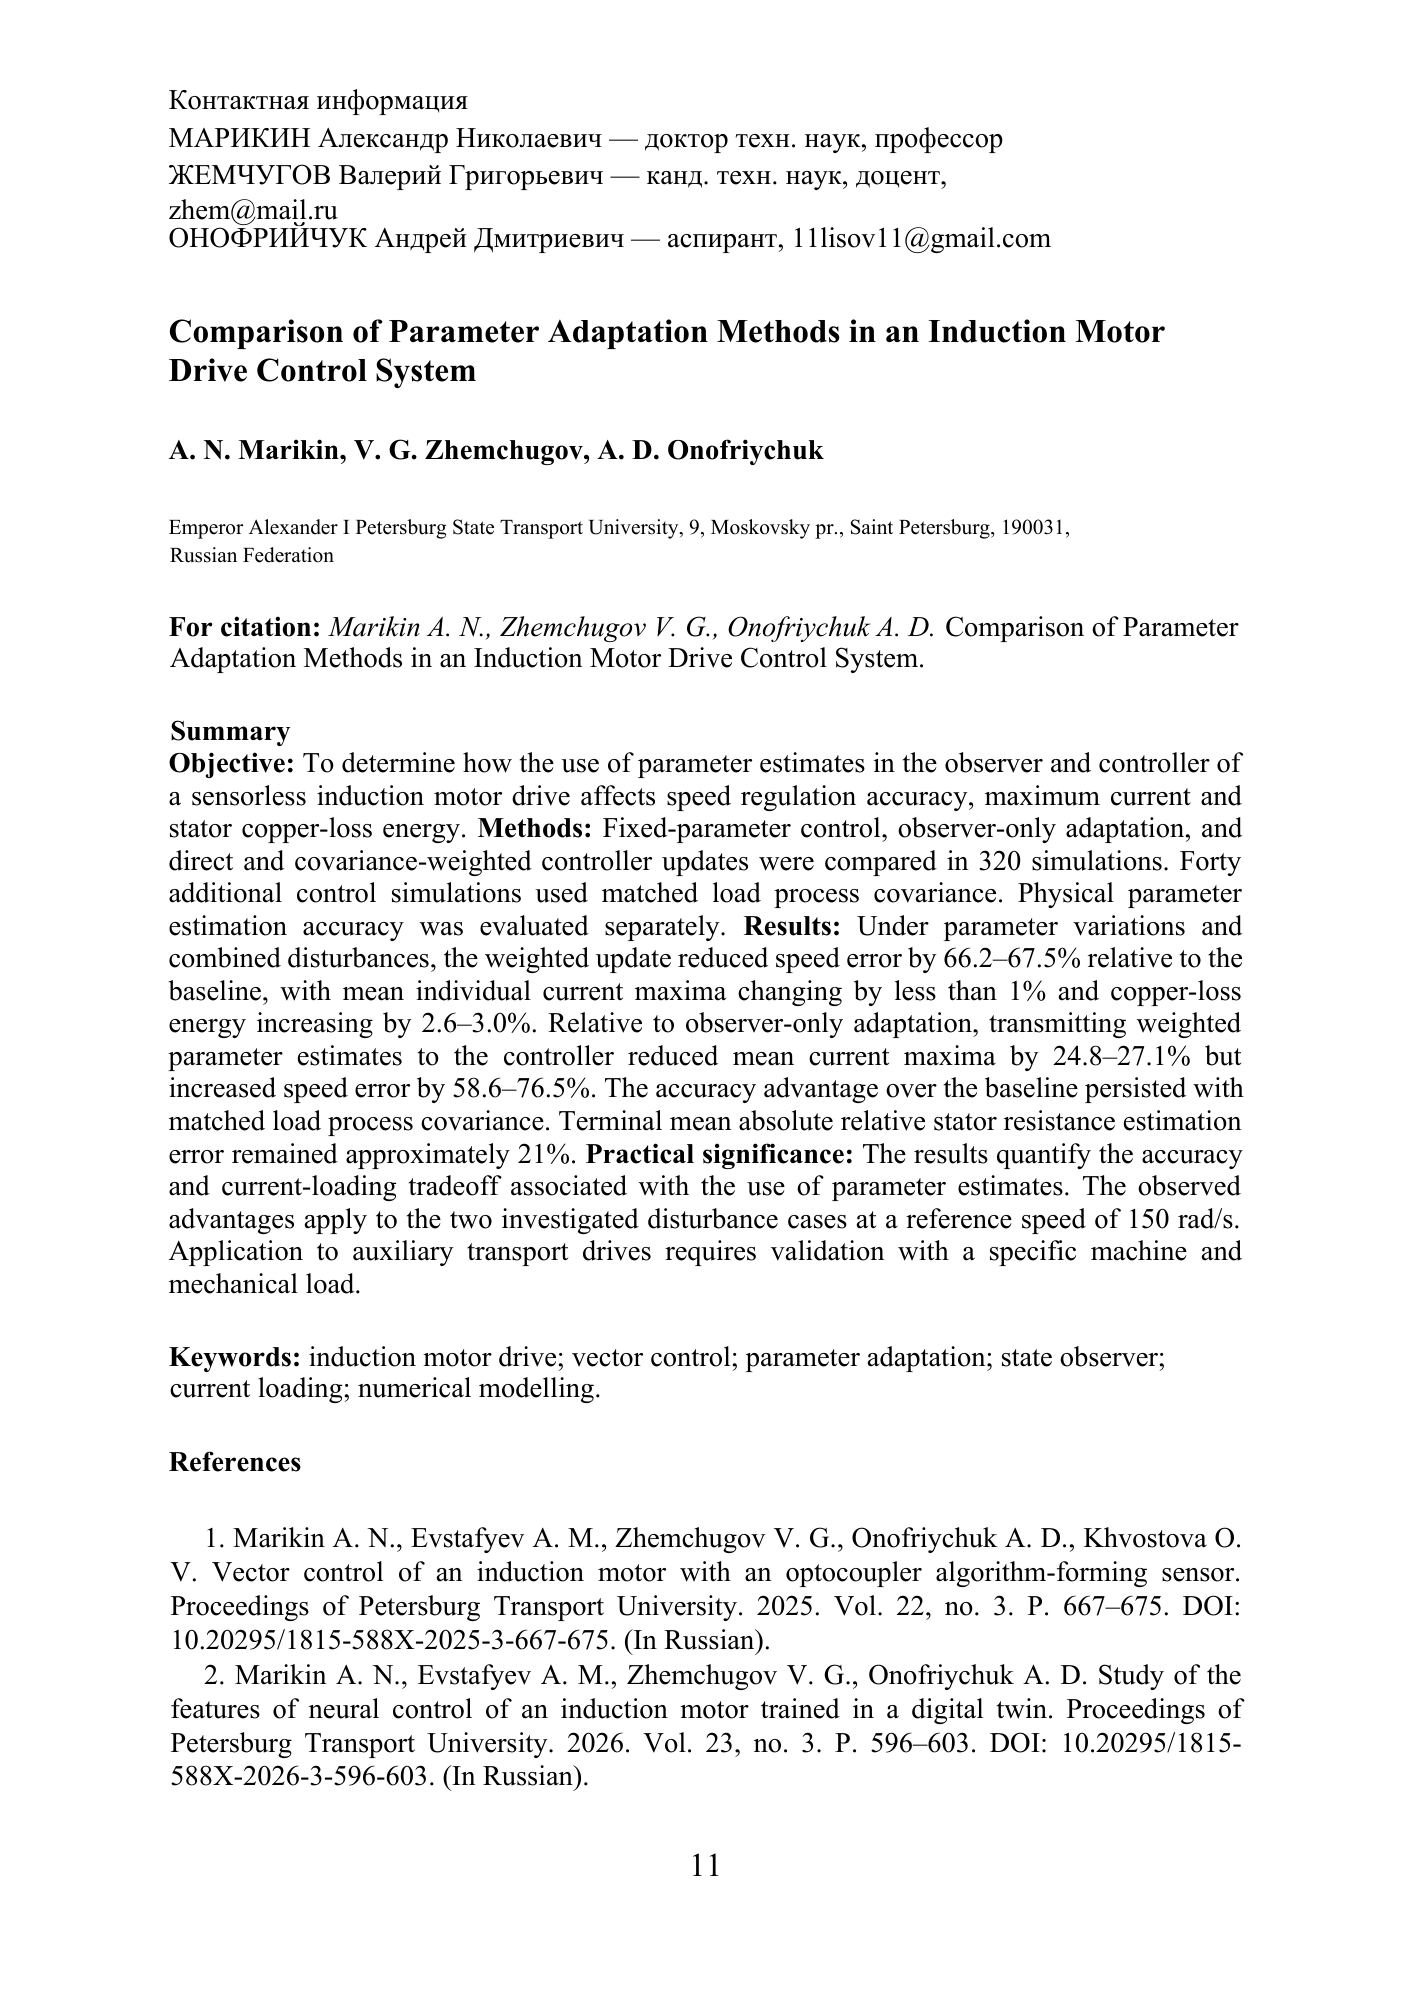 Контактная информация
МАРИКИН Александр Николаевич — доктор техн. наук, профессор
ЖЕМЧУГОВ Валерий Григорьевич — канд. техн. наук, доцент,
zhem@mail.ru
ОНОФРИЙЧУК Андрей Дмитриевич — аспирант, 11lisov11@gmail.com
Comparison of Parameter Adaptation Methods in an Induction Motor
Drive Control System
A. N. Marikin, V. G. Zhemchugov, A. D. Onofriychuk
Emperor Alexander I Petersburg State Transport University, 9, Moskovsky pr., Saint Petersburg, 190031,
Russian Federation
For citation: Marikin A. N., Zhemchugov V. G., Onofriychuk A. D. Comparison of Parameter
Adaptation Methods in an Induction Motor Drive Control System.
Summary
Objective: To determine how the use of parameter estimates in the observer and controller of
a sensorless induction motor drive affects speed regulation accuracy, maximum current and
stator copper-loss energy. Methods: Fixed-parameter control, observer-only adaptation, and
direct and covariance-weighted controller updates were compared in 320 simulations. Forty
additional control simulations used matched load process covariance. Physical parameter
estimation accuracy was evaluated separately. Results: Under parameter variations and
combined disturbances, the weighted update reduced speed error by 66.2–67.5% relative to the
baseline, with mean individual current maxima changing by less than 1% and copper-loss
energy increasing by 2.6–3.0%. Relative to observer-only adaptation, transmitting weighted
parameter estimates to the controller reduced mean current maxima by 24.8–27.1% but
increased speed error by 58.6–76.5%. The accuracy advantage over the baseline persisted with
matched load process covariance. Terminal mean absolute relative stator resistance estimation
error remained approximately 21%. Practical significance: The results quantify the accuracy
and current-loading tradeoff associated with the use of parameter estimates. The observed
advantages apply to the two investigated disturbance cases at a reference speed of 150 rad/s.
Application to auxiliary transport drives requires validation with a specific machine and
mechanical load.
Keywords: induction motor drive; vector control; parameter adaptation; state observer;
current loading; numerical modelling.
References
1. Marikin A. N., Evstafyev A. M., Zhemchugov V. G., Onofriychuk A. D., Khvostova O.
V. Vector control of an induction motor with an optocoupler algorithm-forming sensor.
Proceedings of Petersburg Transport University. 2025. Vol. 22, no. 3. P. 667–675. DOI:
10.20295/1815-588X-2025-3-667-675. (In Russian).
2. Marikin A. N., Evstafyev A. M., Zhemchugov V. G., Onofriychuk A. D. Study of the
features of neural control of an induction motor trained in a digital twin. Proceedings of
Petersburg Transport University. 2026. Vol. 23, no. 3. P. 596–603. DOI: 10.20295/1815-
588X-2026-3-596-603. (In Russian).
11